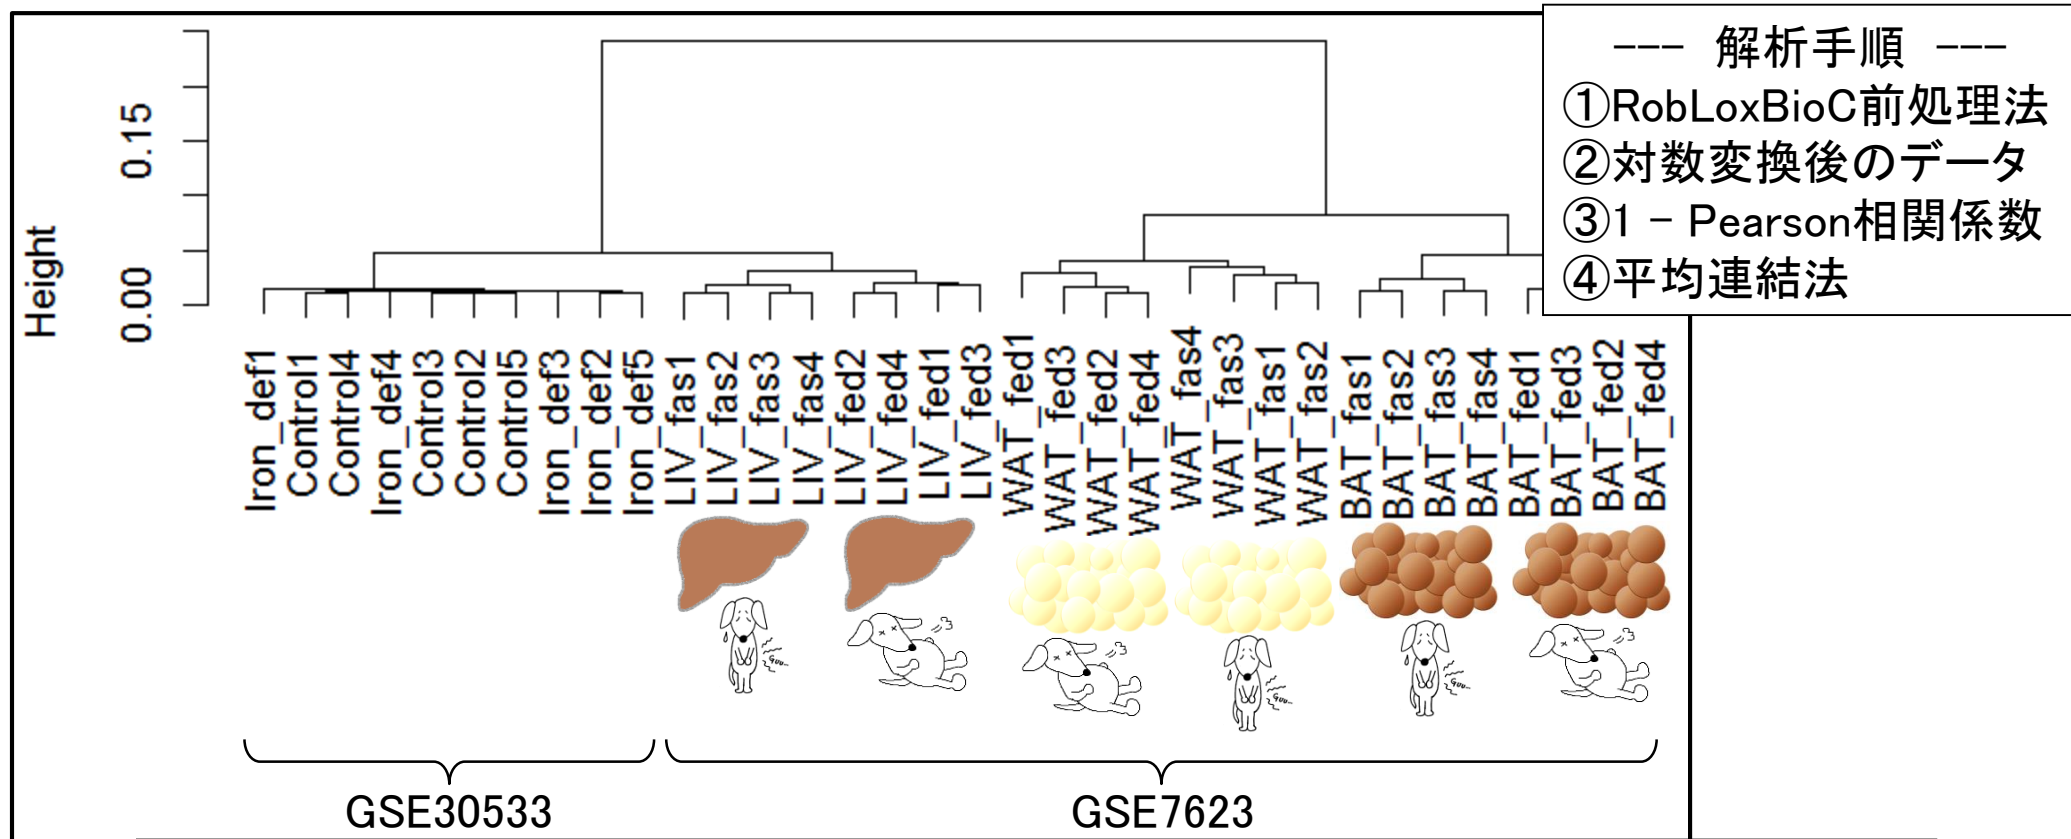 --- 解析手順 ---
①RobLoxBioC前処理法
②対数変換後のデータ
③1 - Pearson相関係数
④平均連結法
Height
0.00
0.15
Iron_def1
Control1
Control4
Iron_def4
Control3
Control2
Control5
Iron_def3
Iron_def2
Iron_def5
LIV_fas1
LIV_fas2
LIV_fas3
LIV_fas4
LIV_fed2
LIV_fed4
LIV_fed1
LIV_fed3
WAT_fed1
WAT_fed3
WAT_fed2
WAT_fed4
WAT_fas4
WAT_fas3
WAT_fas1
WAT_fas2
BAT_fas1
BAT_fas2
BAT_fas3
BAT_fas4
BAT_fed1
BAT_fed3
BAT_fed2
BAT_fed4
GSE30533
GSE7623